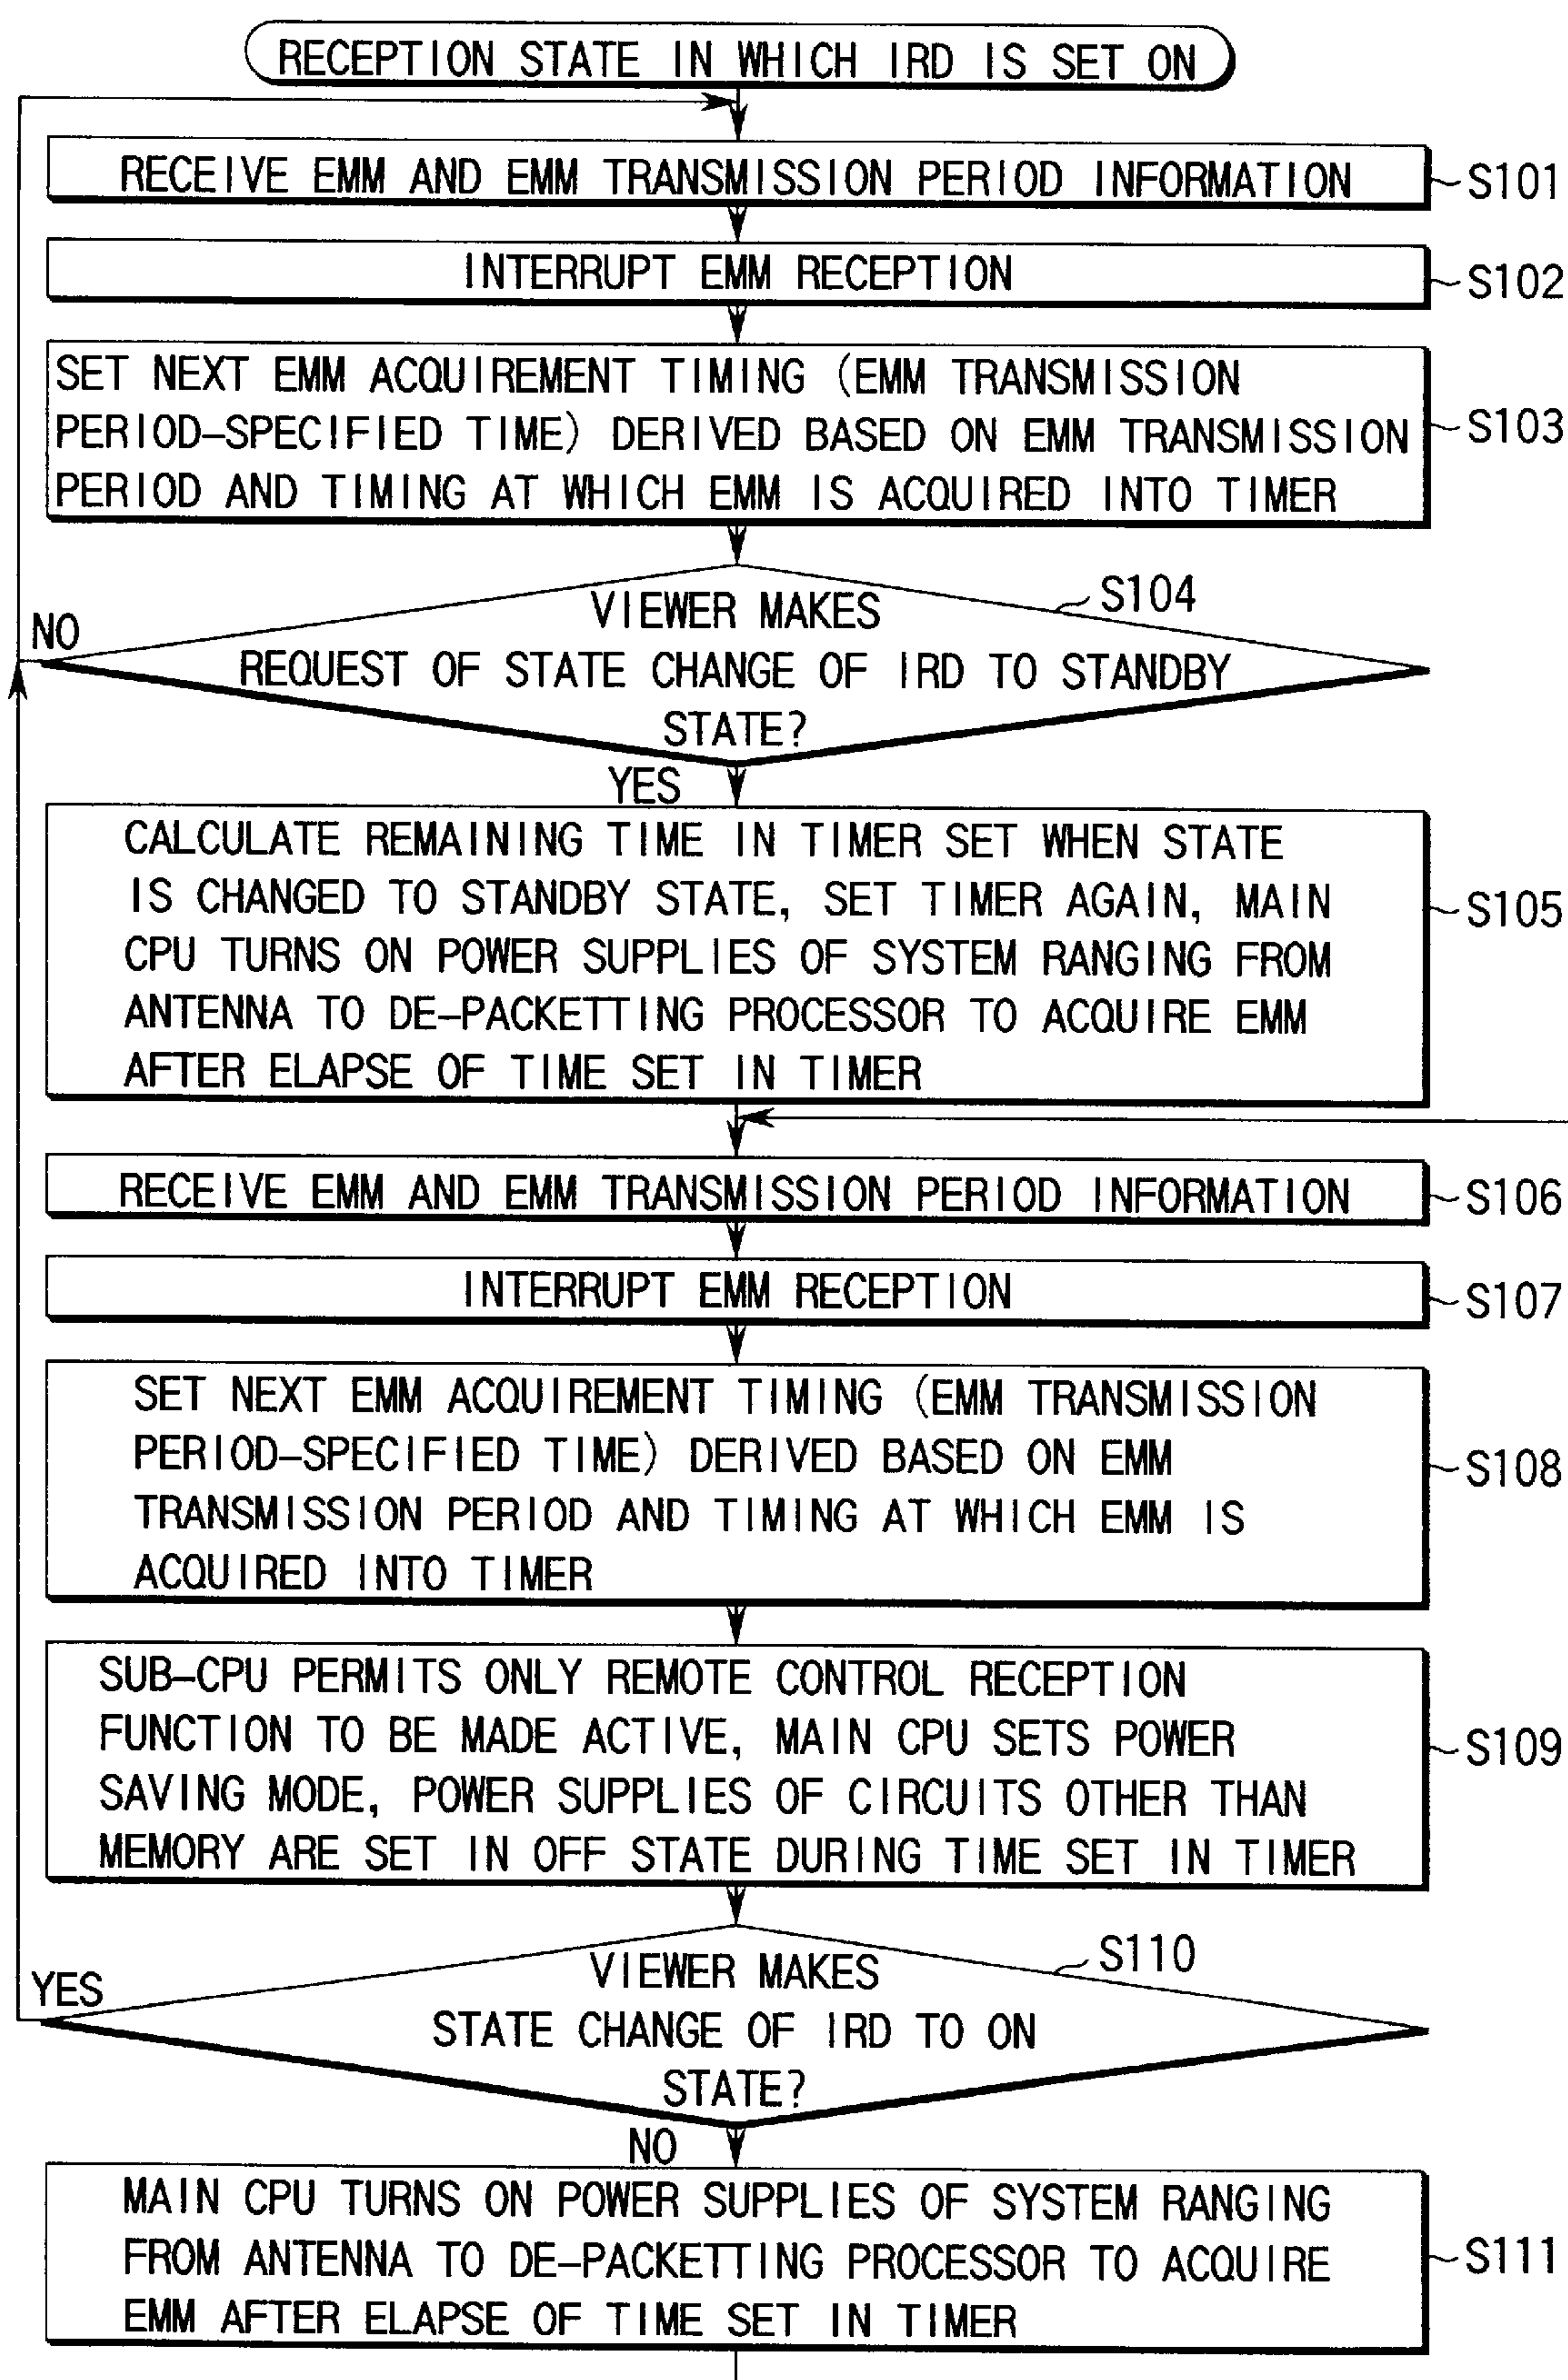 RECEPTION STATE IN WHICH IRD IS SET ON
RECEIVE EMM AND EMM TRANSMISSION PERIOD INFORMATION
S101
INTERRUPT EMM RECEPTION
S102
SET NEXT EMM ACQUIREMENT TIMING (EMM TRANSMISSION
PERIOD-SPECIFIED TIME) DERIVED BASED ON EMM TRANSMISSION
PERIOD AND TIMING AT WHICH EMM IS ACQUIRED INTO TIMER
S103
S104
VIEWER MAKES
REQUEST OF STATE CHANGE OF IRD TO STANDBY
STATE?
NO
YES
CALCULATE REMAINING TIME IN TIMER SET WHEN STATE
IS CHANGED TO STANDBY STATE, SET TIMER AGAIN, MAIN
CPU TURNS ON POWER SUPPLIES OF SYSTEM RANGING FROM
ANTENNA TO DE-PACKETTING PROCESSOR TO ACQUIRE EMM
AFTER ELAPSE OF TIME SET IN TIMER
S105
RECEIVE EMM AND EMM TRANSMISSION PERIOD INFORMATION
S106
INTERRUPT EMM RECEPTION
S107
SET NEXT EMM ACQUIREMENT TIMING (EMM TRANSMISSION
PERIOD-SPECIFIED TIME) DERIVED BASED ON EMM
TRANSMISSION PERIOD AND TIMING AT WHICH EMM IS
ACQUIRED INTO TIMER
S108
SUB-CPU PERMITS ONLY REMOTE CONTROL RECEPTION
FUNCTION TO BE MADE ACTIVE, MAIN CPU SETS POWER
SAVING MODE, POWER SUPPLIES OF CIRCUITS OTHER THAN
MEMORY ARE SET IN OFF STATE DURING TIME SET IN TIMER
S109
S110
VIEWER MAKES
STATE CHANGE OF IRD TO ON
STATE?
YES
NO
MAIN CPU TURNS ON POWER SUPPLIES OF SYSTEM RANGING
FROM ANTENNA TO DE-PACKETTING PROCESSOR TO ACQUIRE
EMM AFTER ELAPSE OF TIME SET IN TIMER
S111